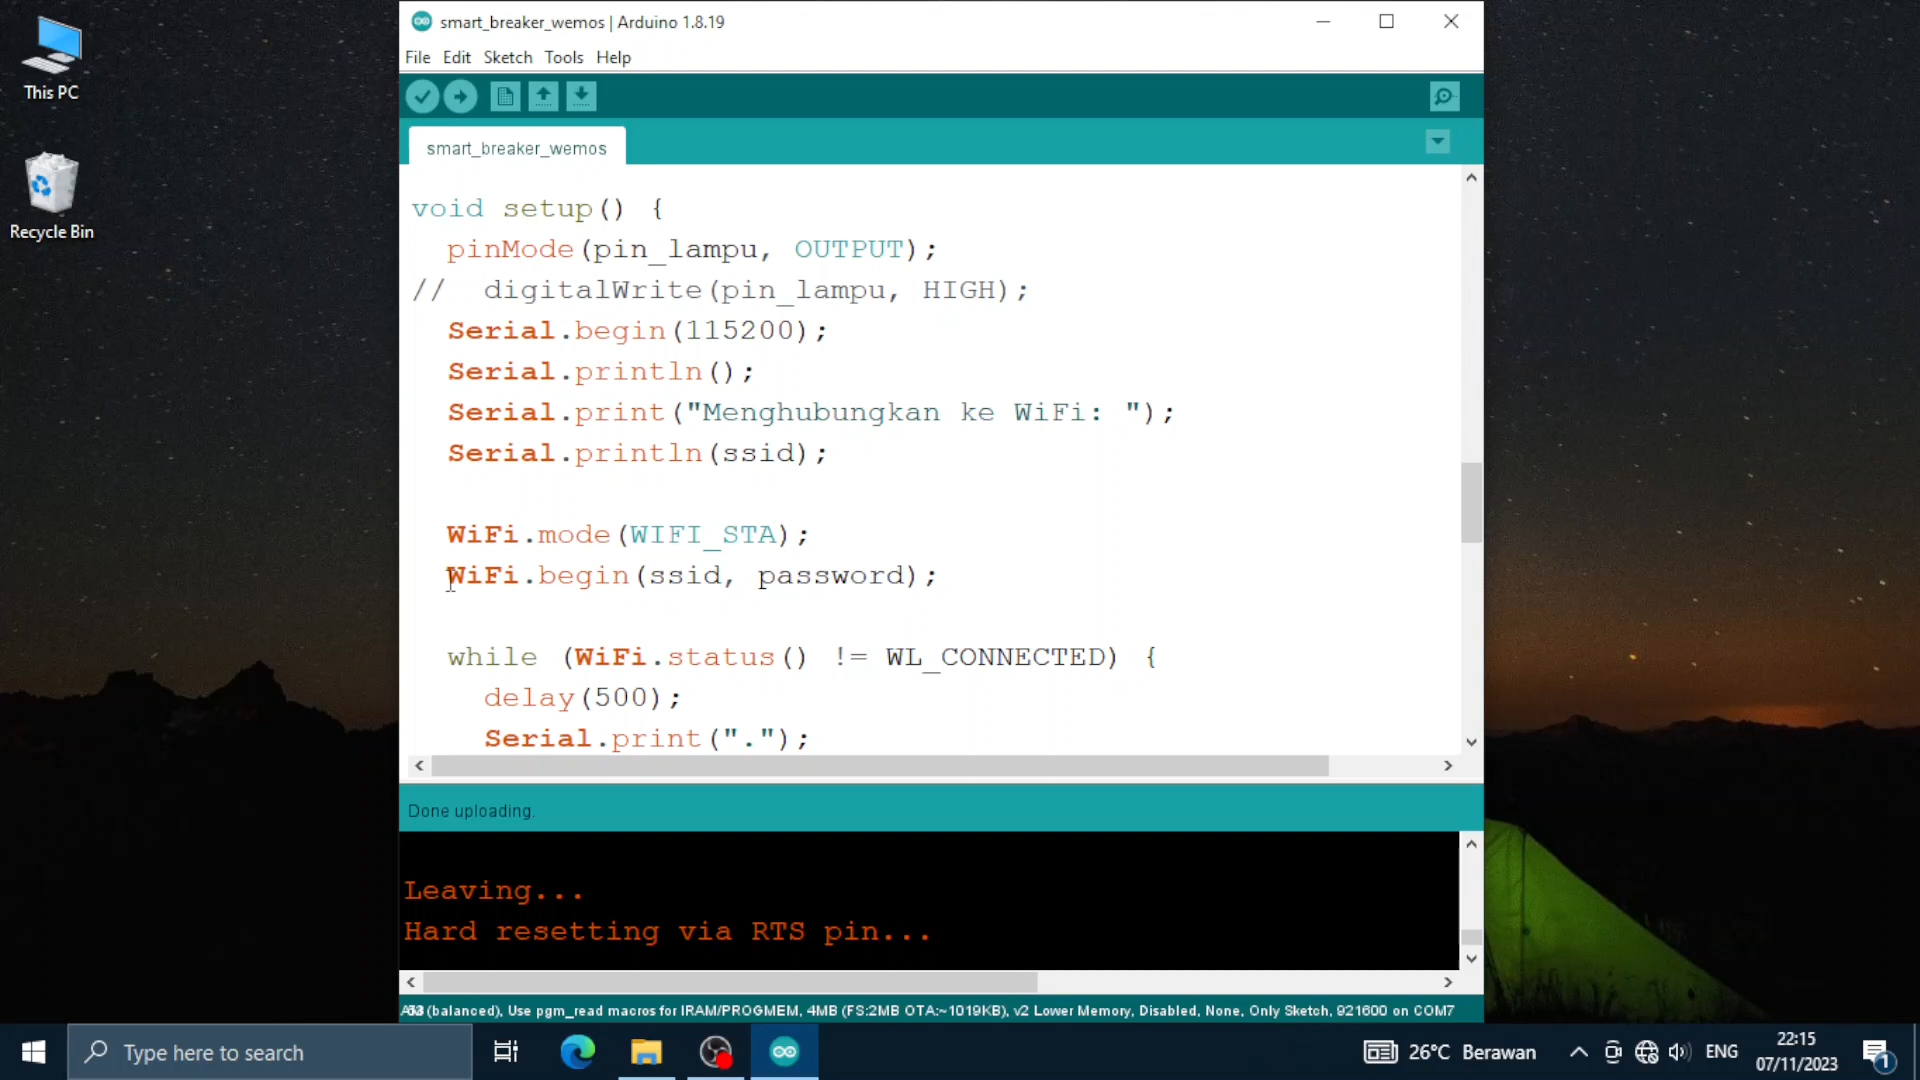 This PC
Recycle Bin
smart_breaker_wemos | Arduino 1.8.19
File Edit Sketch Tools Help
smart_breaker_wemos
void setup() {
pinMode(pin_lampu, OUTPUT);
// digitalWrite(pin_lampu, HIGH);
Serial.begin(115200);
Serial.println();
Serial.print("Menghubungkan ke WiFi: ");
Serial.println(ssid);
WiFi.mode(WIFI_STA);
WiFi.begin(ssid, password);
while (WiFi.status() != WL_CONNECTED) {
delay(500);
Serial.print(".");
Done uploading.
Leaving...
Hard resetting via RTS pin...
(balanced), Use pgm_read macros for IRAM/PROGMEM, 4MB (FS:2MB OTA:~1019KB), v2 Lower Memory, Disabled, None, Only Sketch, 921600 on COM7
Type here to search
26°C Berawan
ENG
22:15
07/11/2023
1